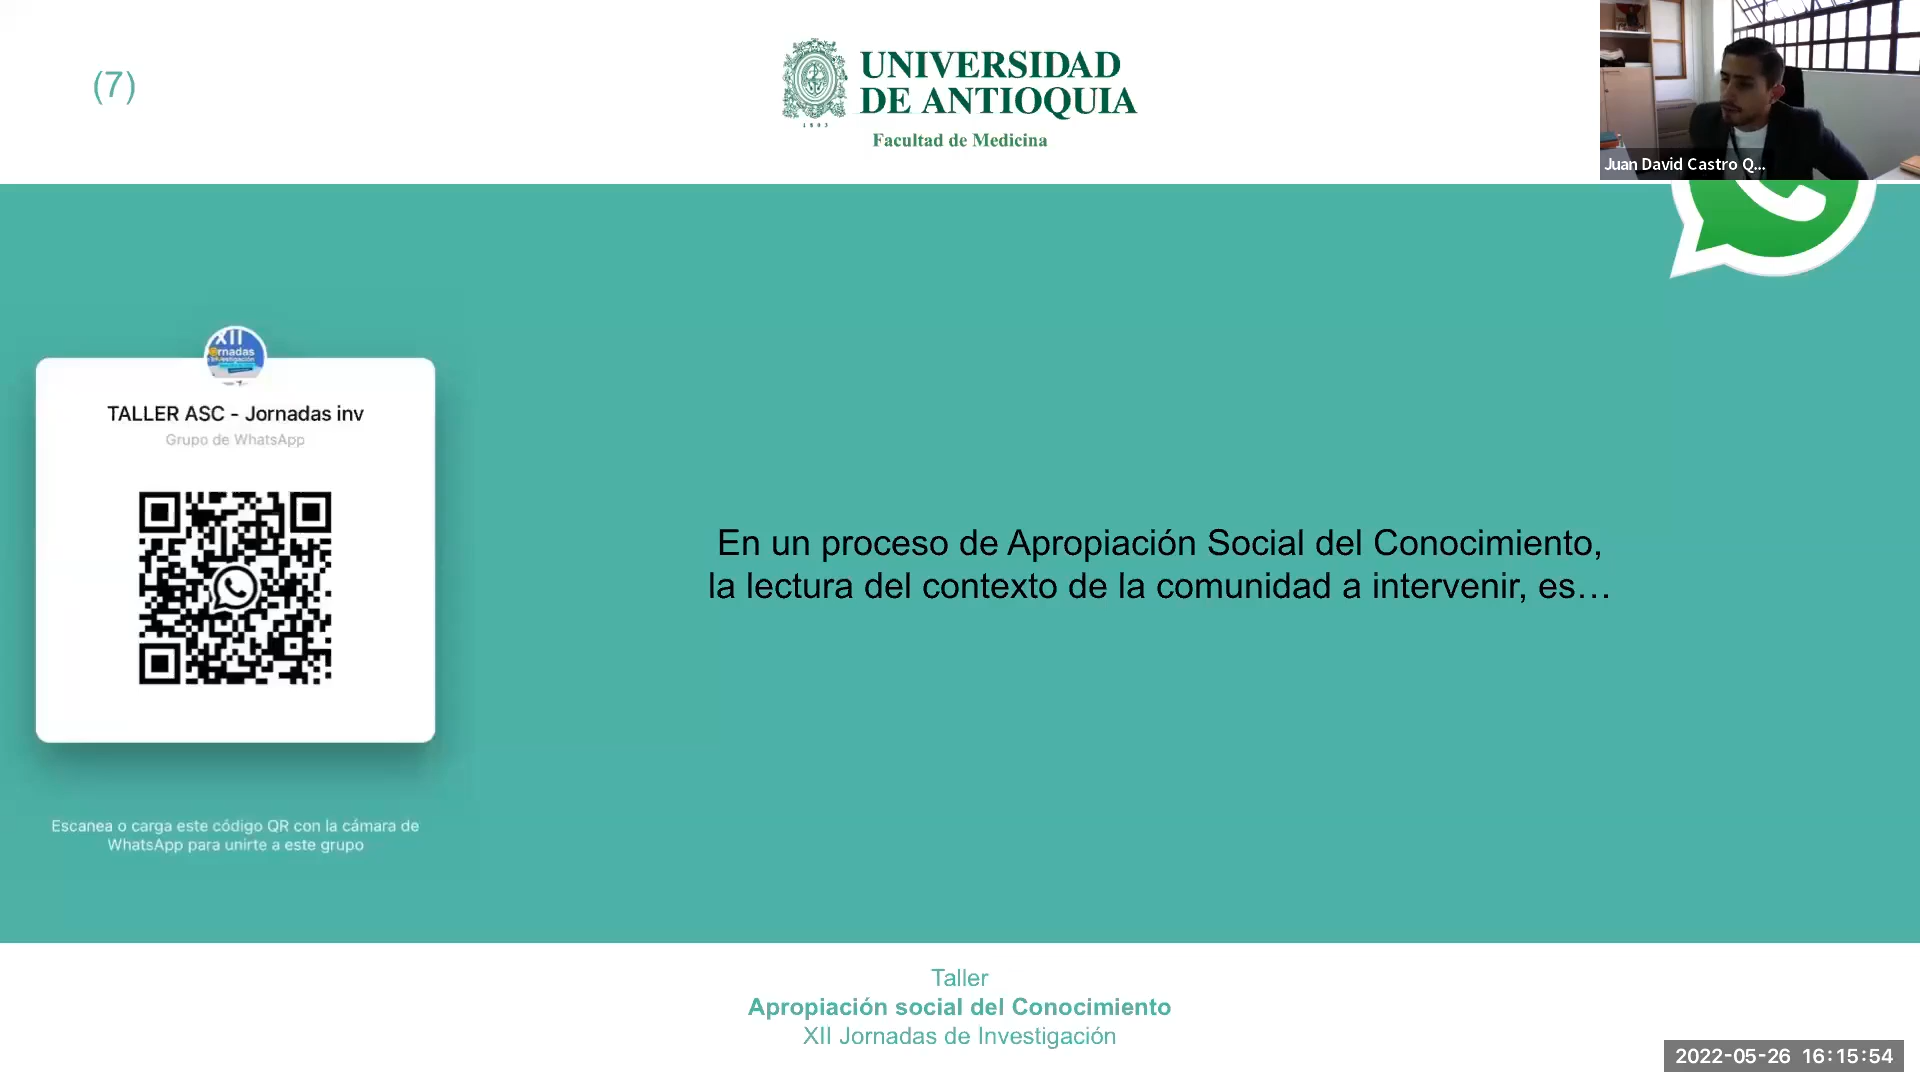 (7)
UNIVERSIDAD
DE ANTIOQUIA
1803
Facultad de Medicina
Juan David Castro Q...
XII
Jornadas
TALLER ASC - Jornadas inv
Grupo de WhatsApp
En un proceso de Apropiación Social del Conocimiento,
la lectura del contexto de la comunidad a intervenir, es…
Escanea o carga este código QR con la cámara de
WhatsApp para unirte a este grupo
Taller
Apropiación social del Conocimiento
XII Jornadas de Investigación
2022-05-26 16:15:54